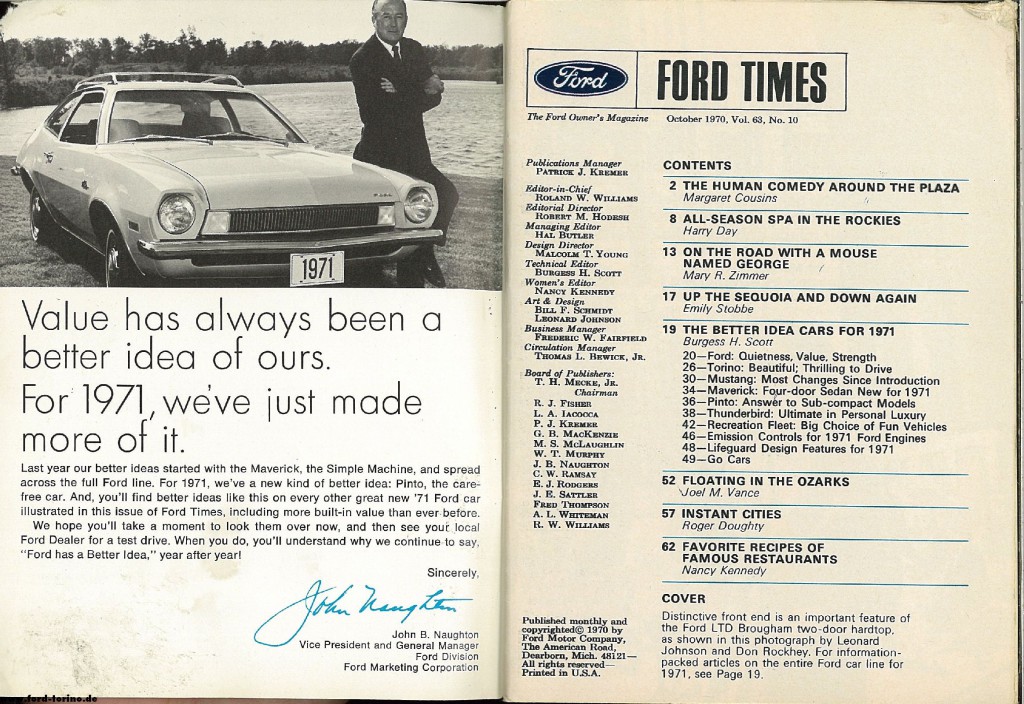 1971
Value has always been a
better idea of ours.
For 1971, we've just made
more of it.
Last year our better ideas started with the Maverick, the Simple Machine, and spread
across the full Ford line. For 1971, we've a new kind of better idea: Pinto, the care-
free car. And, you'll find better ideas like this on every other great new '71 Ford car
illustrated in this issue of Ford Times, including more built-in value than ever before.
We hope you'll take a moment to look them over now, and then see your local
Ford Dealer for a test drive. When you do, you'll understand why we continue to say,
"Ford has a Better Idea," year after year!
Sincerely,
John Naughton
John B. Naughton
Vice President and General Manager
Ford Division
Ford Marketing Corporation
www.ford-torino.de
Ford
FORD TIMES
The Ford Owner's Magazine October 1970, Vol. 63, No. 10
Publications Manager
PATRICK J. KREMER
Editor-in-Chief
ROLAND W. WILLIAMS
Editorial Director
ROBERT M. HODESH
Managing Editor
HAL BUTLER
Design Director
MALCOLM T. YOUNG
Technical Editor
BURGESS H. SCOTT
Women's Editor
NANCY KENNEDY
Art & Design
BILL F. SCHMIDT
LEONARD JOHNSON
Business Manager
FREDERIC W. FAIRFIELD
Circulation Manager
THOMAS L. BEWICK, JR.
Board of Publishers:
T. H. MECKE, JR.
Chairman
R. J. FISHER
L. A. IACOCCA
P. J. KREMER
G. B. MACKENZIE
M. S. MCLAUGHLIN
W. T. MURPHY
J. B. NAUGHTON
C. W. RAMSAY
E. J. RODGERS
J. E. SATTLER
FRED THOMPSON
A. L. WHITEMAN
R. W. WILLIAMS
Published monthly and
copyrighted© 1970 by
Ford Motor Company,
The American Road,
Dearborn, Mich. 48121—
All rights reserved—
Printed in U.S.A.
CONTENTS
2 THE HUMAN COMEDY AROUND THE PLAZA
Margaret Cousins
8 ALL-SEASON SPA IN THE ROCKIES
Harry Day
13 ON THE ROAD WITH A MOUSE
NAMED GEORGE
Mary R. Zimmer
17 UP THE SEQUOIA AND DOWN AGAIN
Emily Stobbe
19 THE BETTER IDEA CARS FOR 1971
Burgess H. Scott
20—Ford: Quietness, Value, Strength
26—Torino: Beautiful; Thrilling to Drive
30—Mustang: Most Changes Since Introduction
34—Maverick: Four-door Sedan New for 1971
36—Pinto: Answer to Sub-compact Models
38—Thunderbird: Ultimate in Personal Luxury
42—Recreation Fleet: Big Choice of Fun Vehicles
46—Emission Controls for 1971 Ford Engines
48—Lifeguard Design Features for 1971
49—Go Cars
52 FLOATING IN THE OZARKS
Joel M. Vance
57 INSTANT CITIES
Roger Doughty
62 FAVORITE RECIPES OF
FAMOUS RESTAURANTS
Nancy Kennedy
COVER
Distinctive front end is an important feature of
the Ford LTD Brougham two-door hardtop,
as shown in this photograph by Leonard
Johnson and Don Rockhey. For information-
packed articles on the entire Ford car line for
1971, see Page 19.